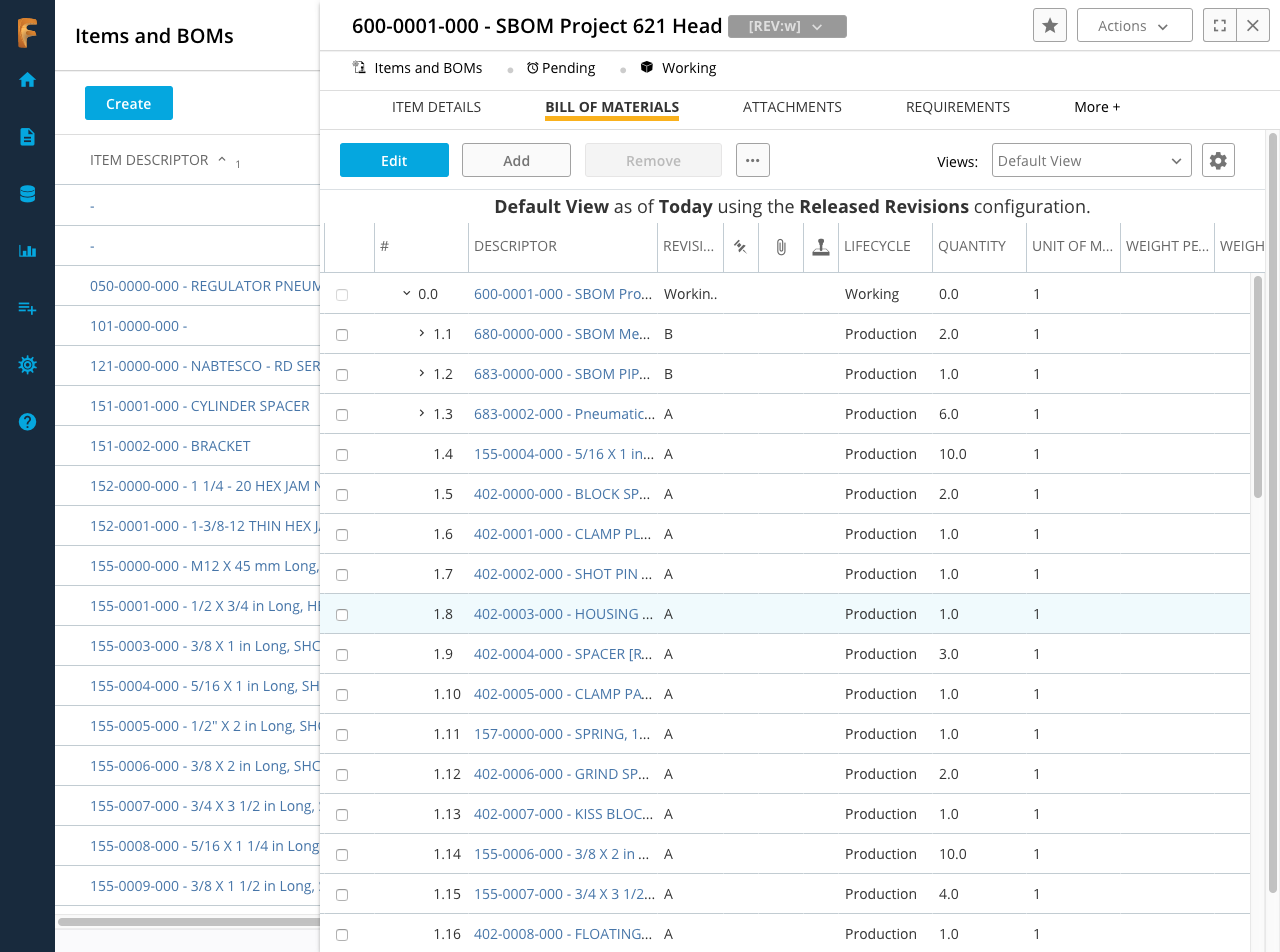 Items and BOMs
Create
ITEM DESCRIPTOR 1
-
-
050-0000-000 - REGULATOR PNEUM
101-0000-000 -
121-0000-000 - NABTESCO - RD SER
151-0001-000 - CYLINDER SPACER
151-0002-000 - BRACKET
152-0000-000 - 1 1/4 - 20 HEX JAM N
152-0001-000 - 1-3/8-12 THIN HEX J
155-0000-000 - M12 X 45 mm Long,
155-0001-000 - 1/2 X 3/4 in Long, HE
155-0003-000 - 3/8 X 1 in Long, SHC
155-0004-000 - 5/16 X 1 in Long, SH
155-0005-000 - 1/2" X 2 in Long, SHC
155-0006-000 - 3/8 X 2 in Long, SHC
155-0007-000 - 3/4 X 3 1/2 in Long, S
155-0008-000 - 5/16 X 1 1/4 in Long
155-0009-000 - 3/8 X 1 1/2 in Long, S
600-0001-000 - SBOM Project 621 Head [REV:w]
Actions
Items and BOMs Pending Working
ITEM DETAILS BILL OF MATERIALS ATTACHMENTS REQUIREMENTS More +
Edit Add Remove ... Views: Default View
Default View as of Today using the Released Revisions configuration.
# DESCRIPTOR REVISI... LIFECYCLE QUANTITY UNIT OF M... WEIGHT PE... WEIGH
0.0 600-0001-000 - SBOM Pro... Workin.. Working 0.0 1
1.1 680-0000-000 - SBOM Me... B Production 2.0 1
1.2 683-0000-000 - SBOM PIP... B Production 1.0 1
1.3 683-0002-000 - Pneumatic... A Production 6.0 1
1.4 155-0004-000 - 5/16 X 1 in... A Production 10.0 1
1.5 402-0000-000 - BLOCK SP... A Production 2.0 1
1.6 402-0001-000 - CLAMP PL... A Production 1.0 1
1.7 402-0002-000 - SHOT PIN ... A Production 1.0 1
1.8 402-0003-000 - HOUSING ... A Production 1.0 1
1.9 402-0004-000 - SPACER [R... A Production 3.0 1
1.10 402-0005-000 - CLAMP PA... A Production 1.0 1
1.11 157-0000-000 - SPRING, 1... A Production 1.0 1
1.12 402-0006-000 - GRIND SP... A Production 2.0 1
1.13 402-0007-000 - KISS BLOC... A Production 1.0 1
1.14 155-0006-000 - 3/8 X 2 in ... A Production 10.0 1
1.15 155-0007-000 - 3/4 X 3 1/2... A Production 4.0 1
1.16 402-0008-000 - FLOATING... A Production 1.0 1